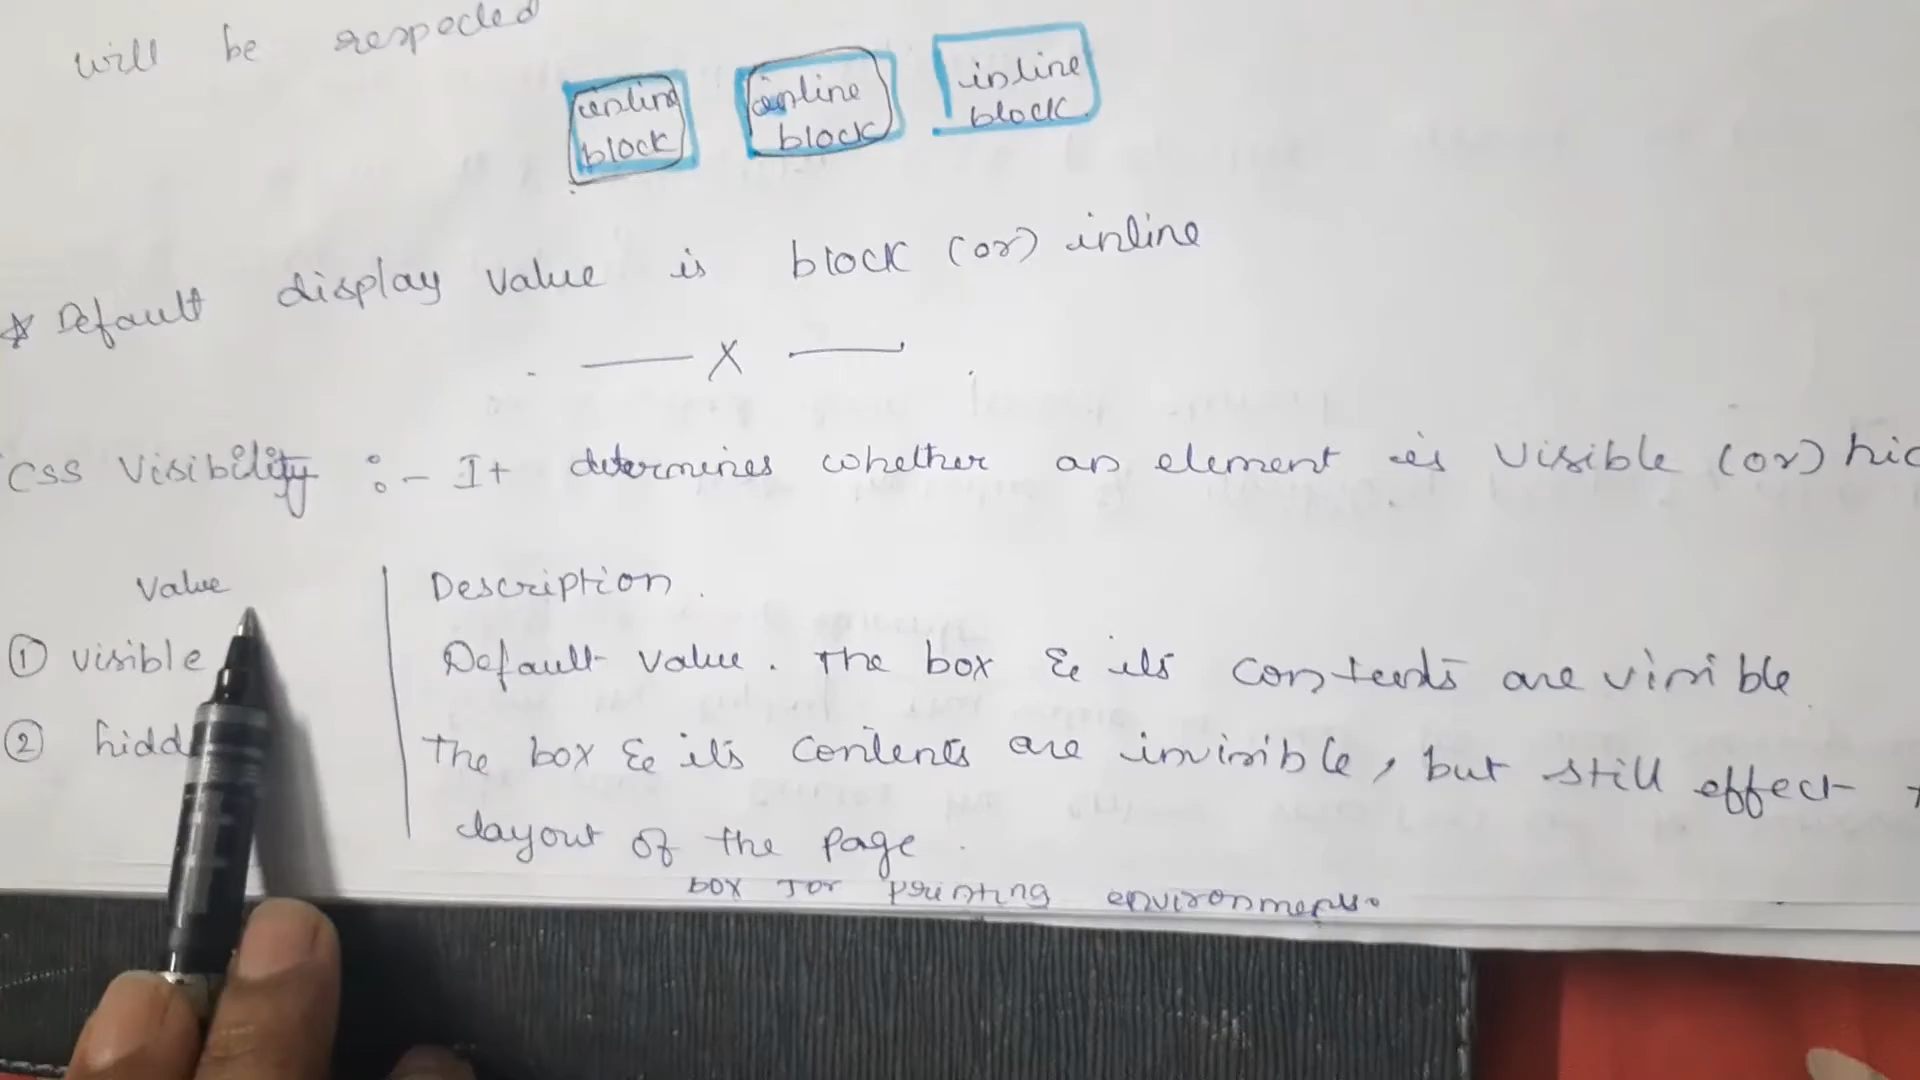 will be respected
inline block
inline block
inline block
* Default display value is block (or) inline
— X —
CSS Visibility :- It determines whether an element is visible (or) hid
Value | Description.
① visible | Default value. The box & its contents are visible.
② hidd | The box & its contents are invisible, but still effect
layout of the page.
box for printing environments.